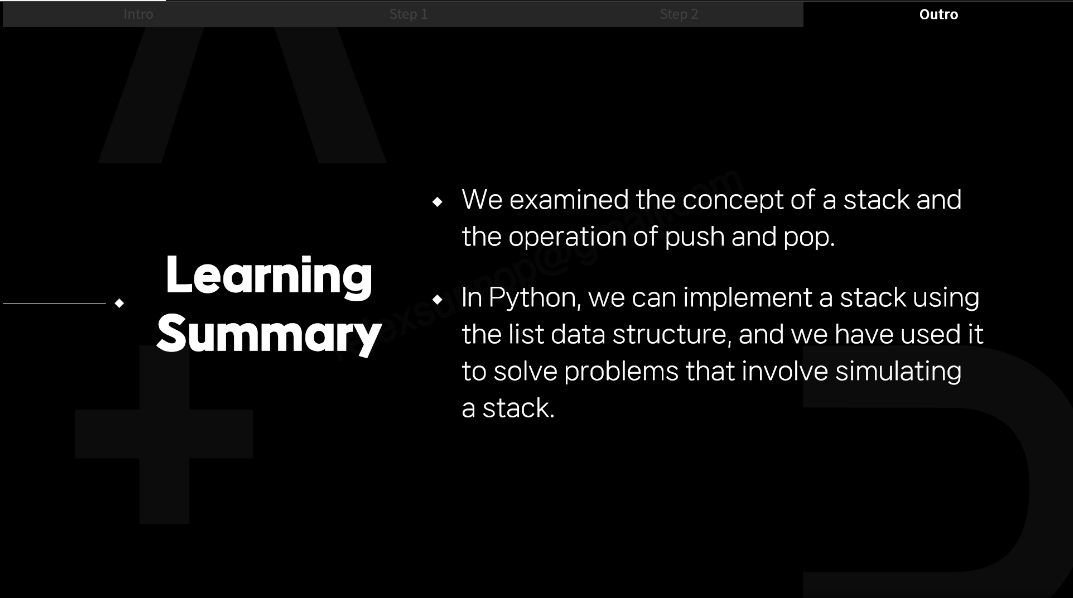 Intro
Step 1
Step 2
Outro
Learning
Summary
We examined the concept of a stack and
the operation of push and pop.
In Python, we can implement a stack using
the list data structure, and we have used it
to solve problems that involve simulating
a stack.